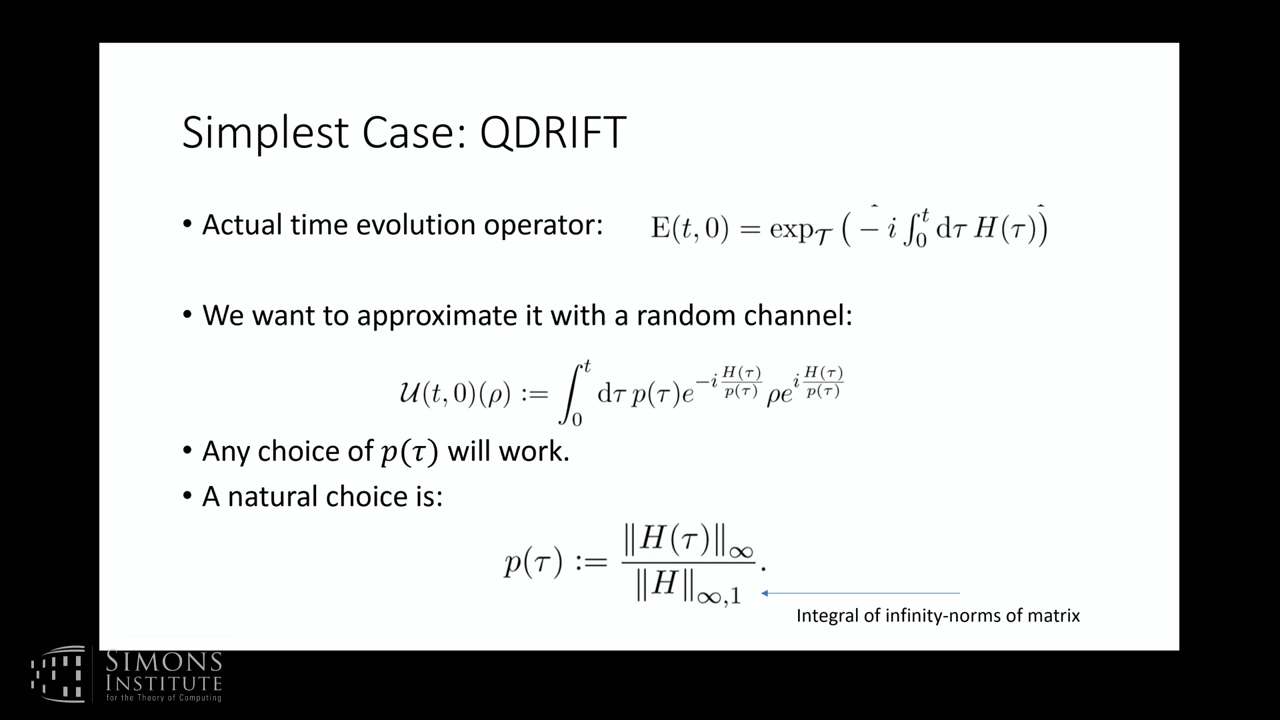 Simplest Case: QDRIFT
• Actual time evolution operator: E(t, 0) = exp_𝒯 ( − i ∫₀ᵗ dτ H(τ))
• We want to approximate it with a random channel:
𝒰(t, 0)(ρ) := ∫₀ᵗ dτ p(τ)e^{−i H(τ)/p(τ)} ρe^{i H(τ)/p(τ)}
• Any choice of p(τ) will work.
• A natural choice is:
p(τ) := ‖H(τ)‖_∞ / ‖H‖_{∞,1} .
Integral of infinity-norms of matrix
SIMONS
INSTITUTE
for the Theory of Computing